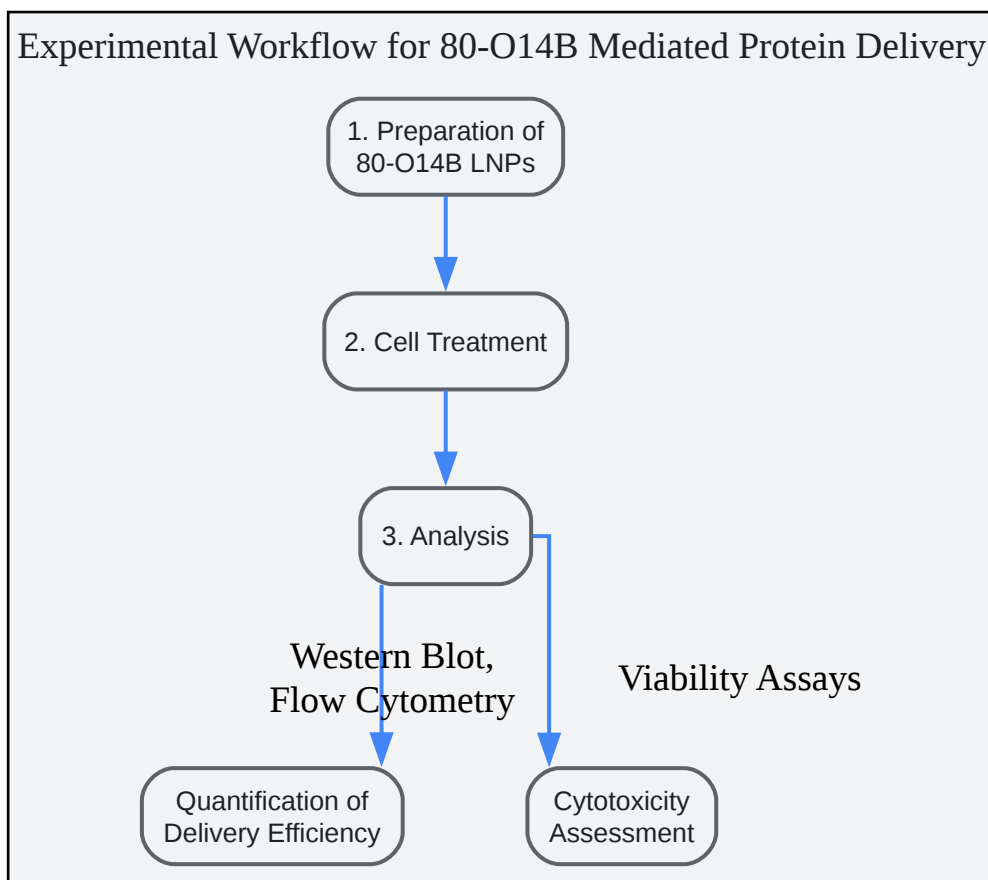 Experimental Workflow for 80-O14B Mediated Protein Delivery
1. Preparation of
80-O14B LNPs
2. Cell Treatment
3. Analysis
Western Blot,
Flow Cytometry
Viability Assays
Quantification of
Delivery Efficiency
Cytotoxicity
Assessment